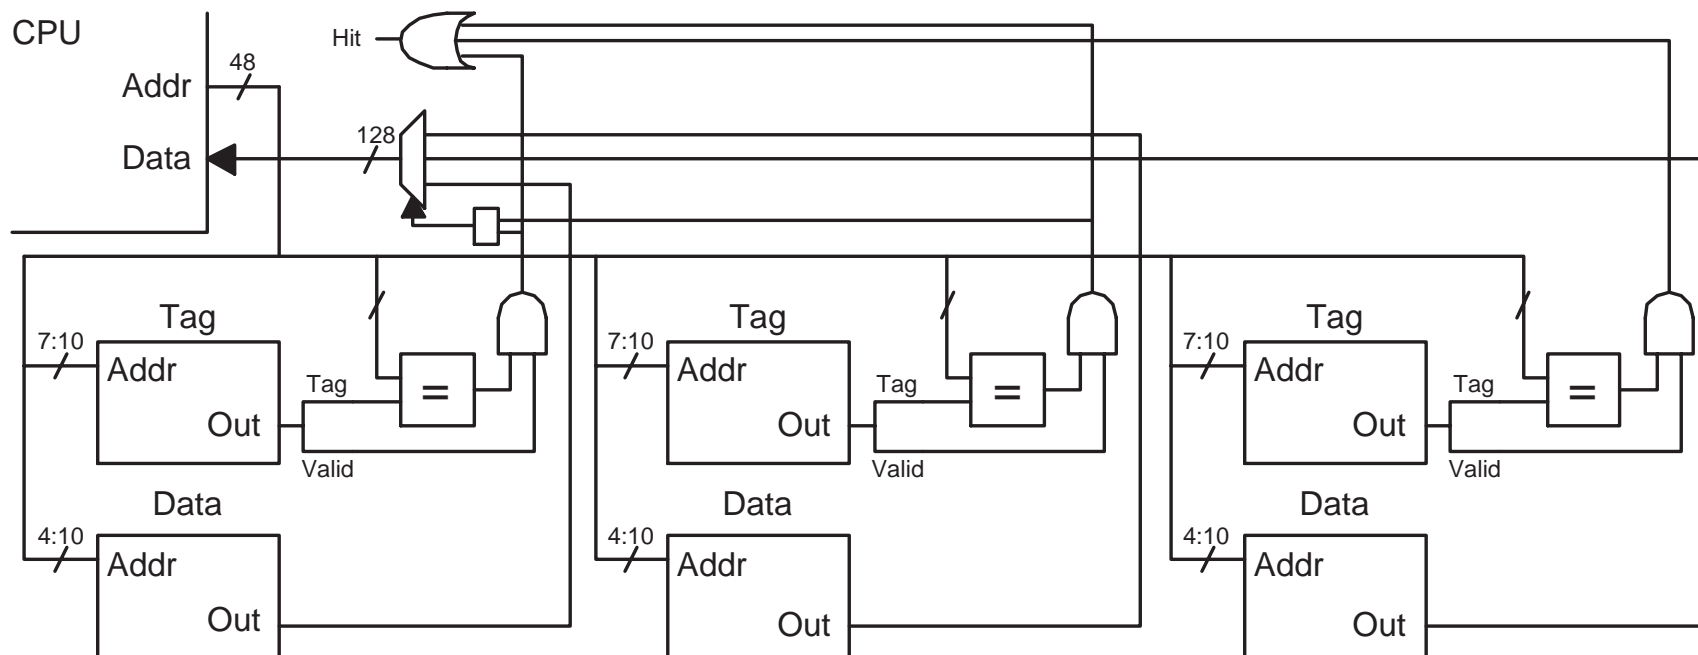 CPU
Hit
48
Addr
128
Data
Tag Tag Tag
7:10 7:10 7:10
Addr Addr Addr
Tag Tag Tag
= = =
Out Out Out
Valid Valid Valid
Data Data Data
4:10 4:10 4:10
Addr Addr Addr
Out Out Out